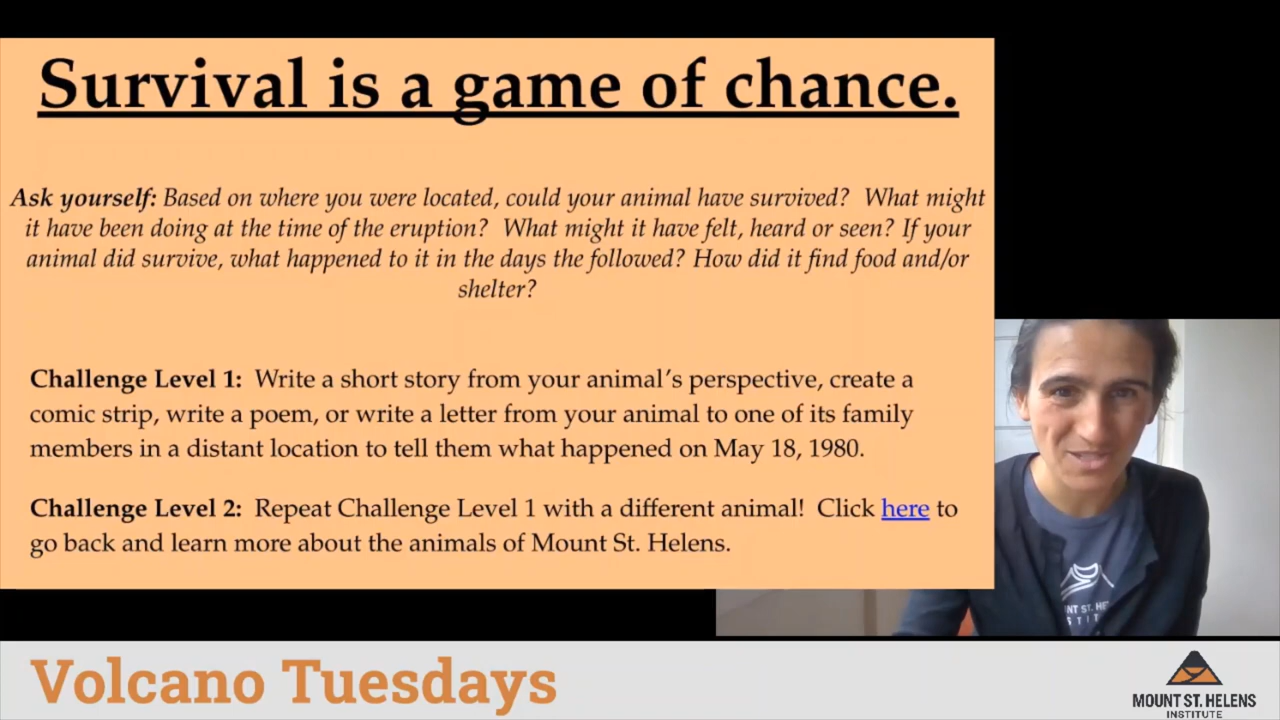 Survival is a game of chance.
Ask yourself: Based on where you were located, could your animal have survived? What might
it have been doing at the time of the eruption? What might it have felt, heard or seen? If your
animal did survive, what happened to it in the days the followed? How did it find food and/or
shelter?
Challenge Level 1: Write a short story from your animal's perspective, create a
comic strip, write a poem, or write a letter from your animal to one of its family
members in a distant location to tell them what happened on May 18, 1980.
Challenge Level 2: Repeat Challenge Level 1 with a different animal! Click here to
go back and learn more about the animals of Mount St. Helens.
Volcano Tuesdays
MOUNT ST. HELENS
INSTITUTE